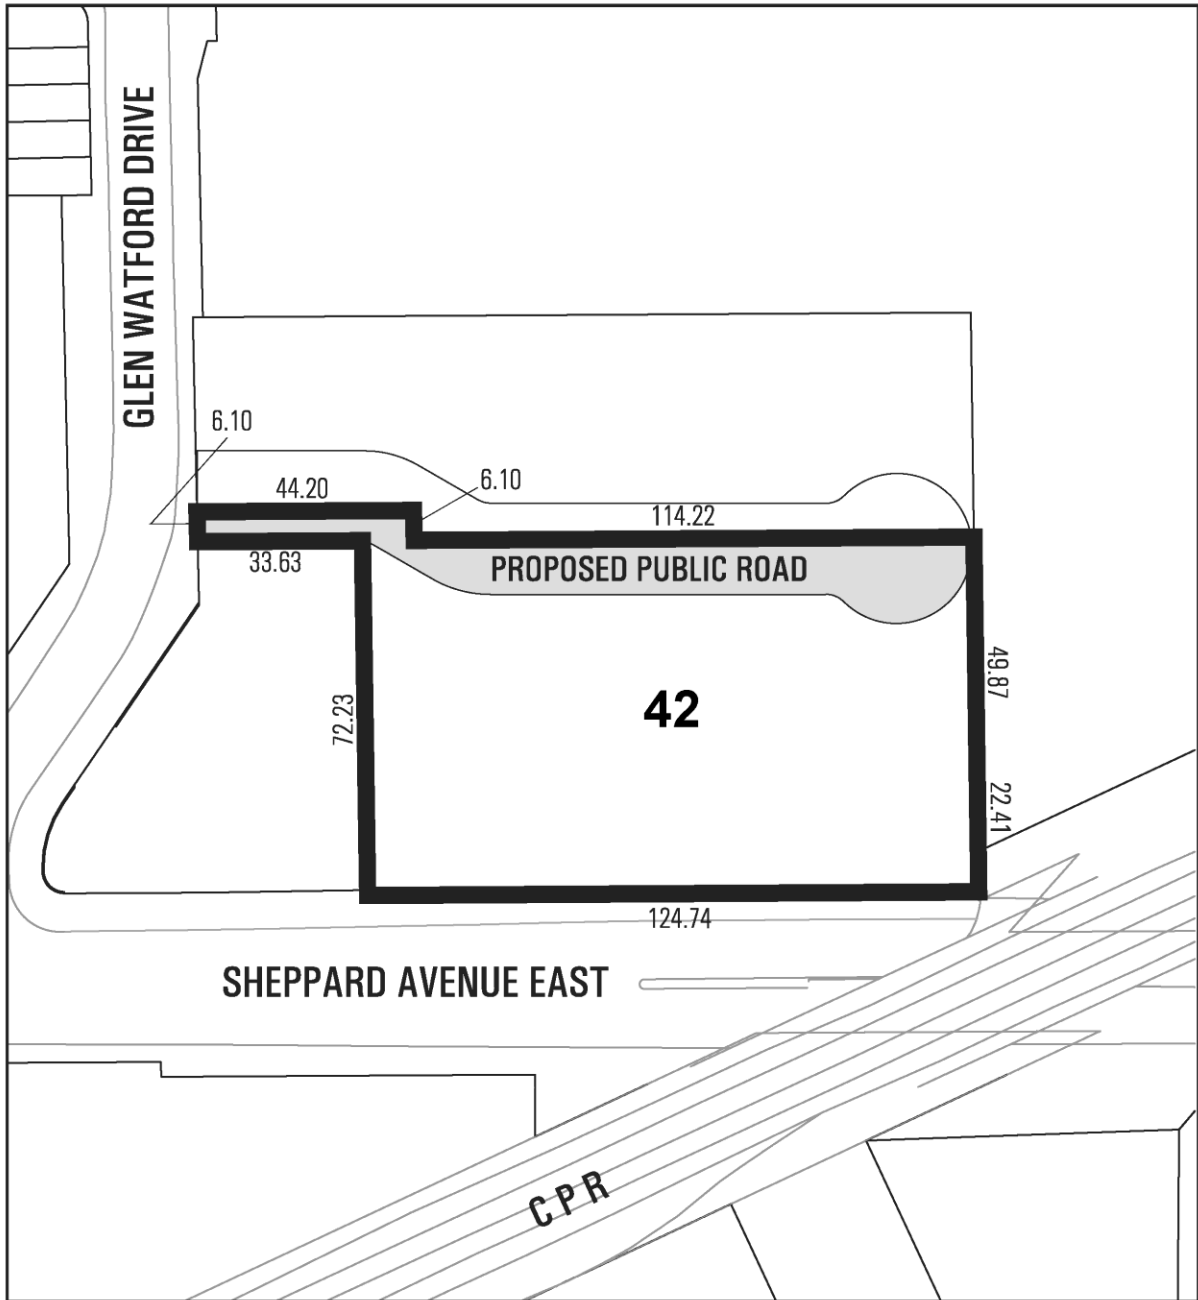 GLEN WATFORD DRIVE
6.10
44.20
6.10
114.22
33.63
PROPOSED PUBLIC ROAD
49.87
72.23
42
22.41
124.74
SHEPPARD AVENUE EAST
CPR